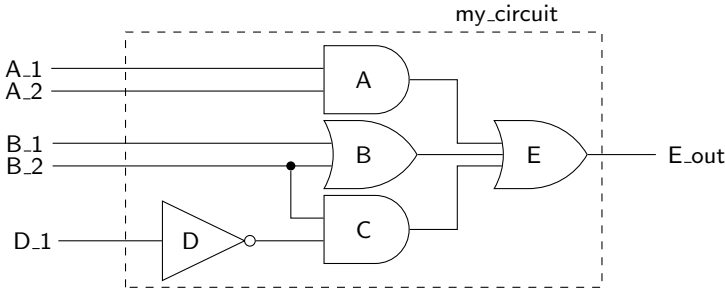 my_circuit
A_1
A_2
A
B_1
B_2
B
E
E_out
C
D_1
D